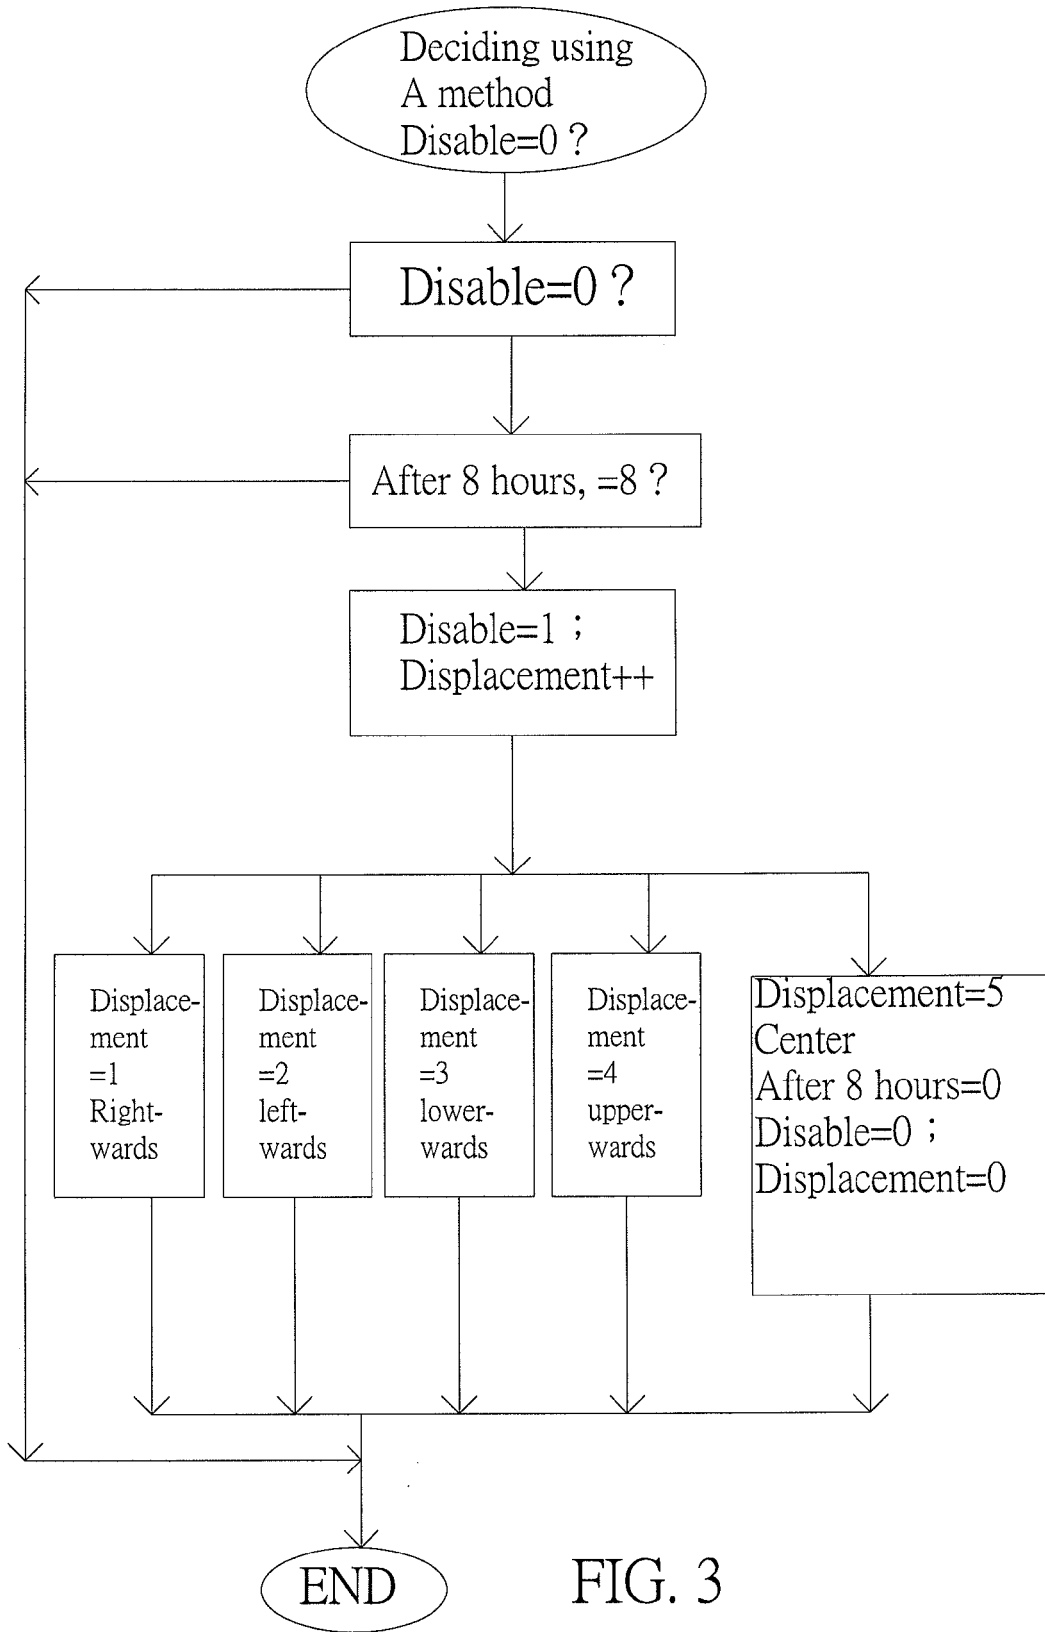 Deciding using
A method
Disable=0？
Disable=0？
After 8 hours, =8？
Disable=1；
Displacement++
Displace-
ment
=1
Right-
wards
Displace-
ment
=2
left-
wards
Displace-
ment
=3
lower-
wards
Displace-
ment
=4
upper-
wards
Displacement=5
Center
After 8 hours=0
Disable=0；
Displacement=0
END
FIG. 3